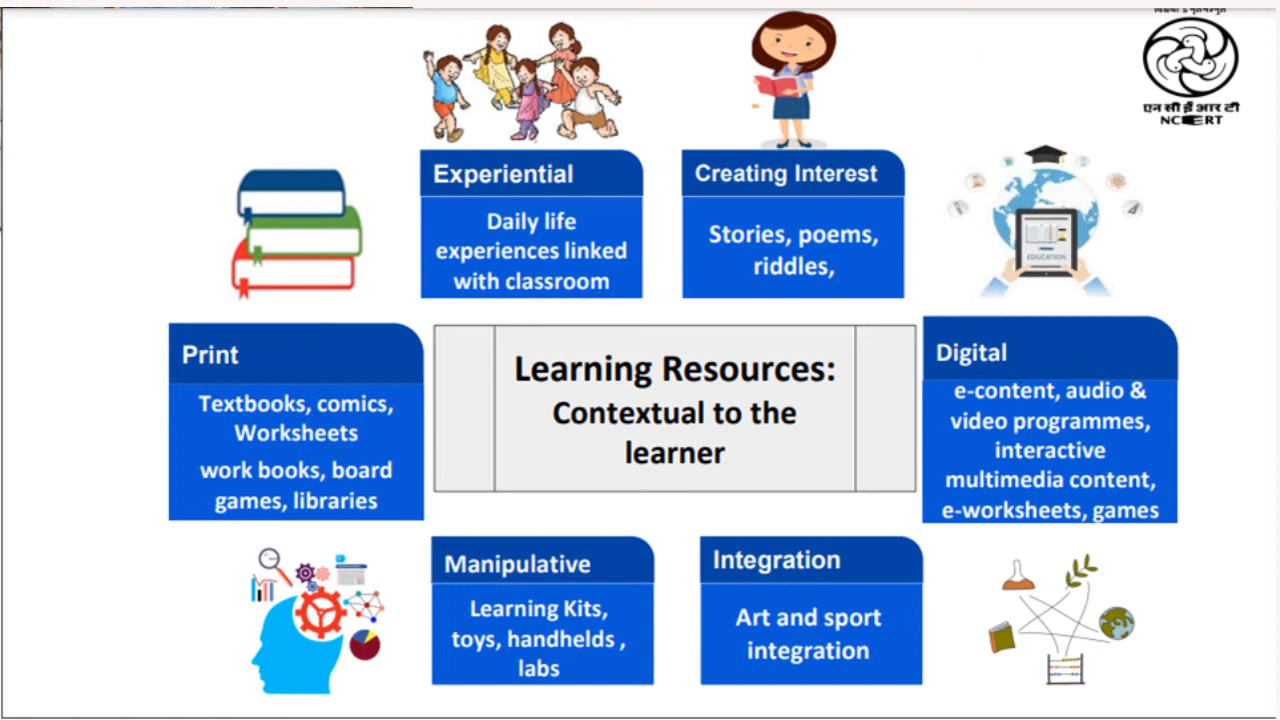 एन सी ई आर टी
NCERT
Experiential
Daily life
experiences linked
with classroom
Creating Interest
Stories, poems,
riddles,
EDUCATION
Print
Textbooks, comics,
Worksheets
work books, board
games, libraries
Learning Resources:
Contextual to the
learner
Digital
e-content, audio &
video programmes,
interactive
multimedia content,
e-worksheets, games
Manipulative
Learning Kits,
toys, handhelds ,
labs
Integration
Art and sport
integration